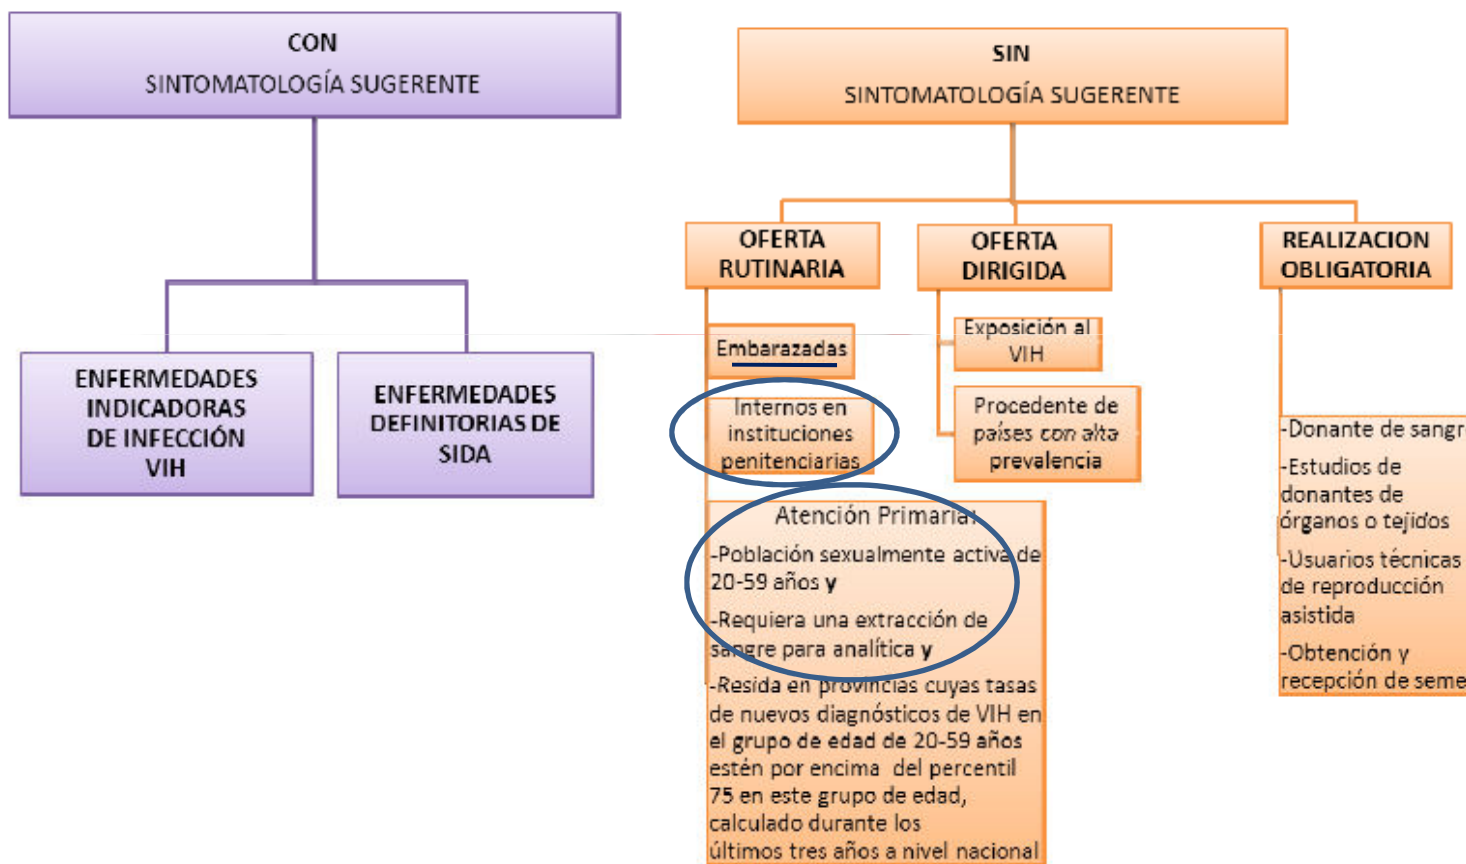 CON
SINTOMATOLOGÍA SUGERENTE
ENFERMEDADES
INDICADORAS
DE INFECCIÓN
VIH
ENFERMEDADES
DEFINITORIAS DE
SIDA
SIN
SINTOMATOLOGÍA SUGERENTE
OFERTA
RUTINARIA
Embarazadas
Internos en
instituciones
penitenciarias
Atención Primaria:
-Población sexualmente activa de
20-59 años y
-Requiera una extracción de
sangre para analítica y
-Resida en provincias cuyas tasas
de nuevos diagnósticos de VIH en
el grupo de edad de 20-59 años
estén por encima del percentil
75 en este grupo de edad,
calculado durante los
últimos tres años a nivel nacional
OFERTA
DIRIGIDA
Exposición al
VIH
Procedente de
países con alta
prevalencia
REALIZACION
OBLIGATORIA
-Donante de sangr
-Estudios de
donantes de
órganos o tejidos
-Usuarios técnicas
de reproducción
asistida
-Obtención y
recepción de seme